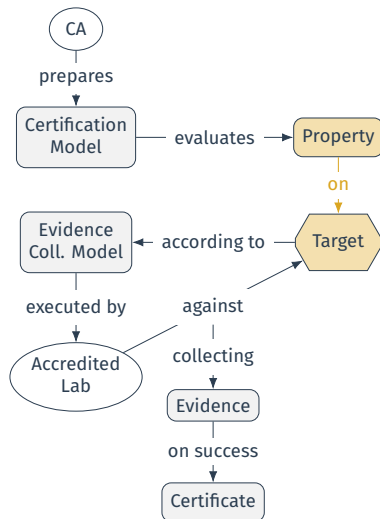 CA
prepares
Certification
Model
evaluates
Property
on
Evidence
Coll. Model
according to
Target
executed by
against
Accredited
Lab
collecting
Evidence
on success
Certificate